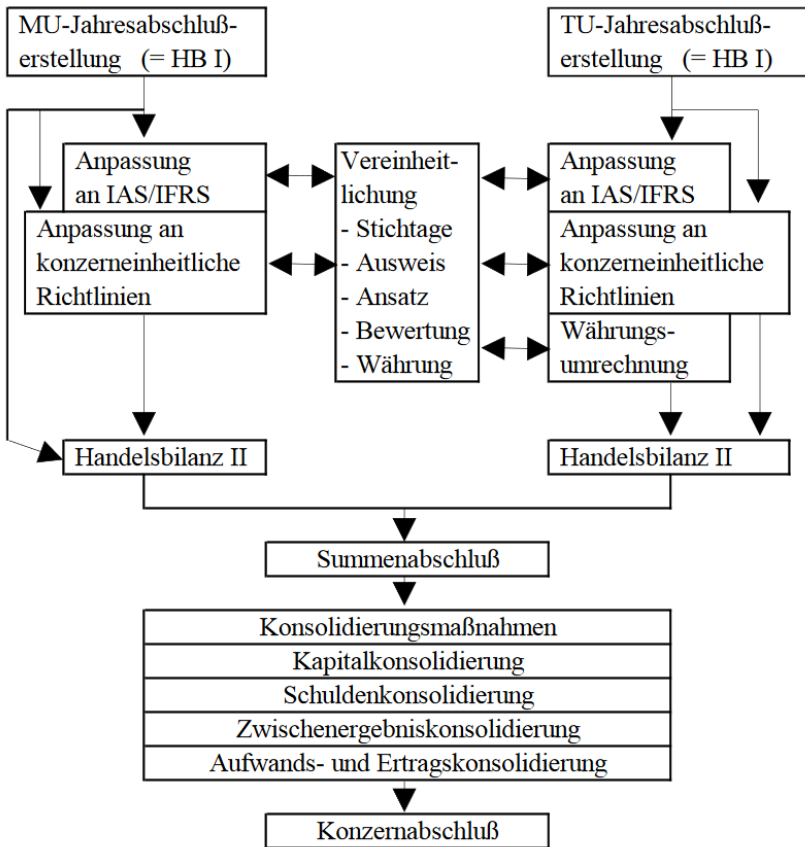 MU-Jahresabschluß-
erstellung (= HB I)
TU-Jahresabschluß-
erstellung (= HB I)
Anpassung
an IAS/IFRS
Anpassung an
konzerneinheitliche
Richtlinien
Vereinheit-
lichung
- Stichtage
- Ausweis
- Ansatz
- Bewertung
- Währung
Anpassung
an IAS/IFRS
Anpassung an
konzerneinheitliche
Richtlinien
Währungs-
umrechnung
Handelsbilanz II
Handelsbilanz II
Summenabschluß
Konsolidierungsmaßnahmen
Kapitalkonsolidierung
Schuldenkonsolidierung
Zwischenergebniskonsolidierung
Aufwands- und Ertragskonsolidierung
Konzernabschluß